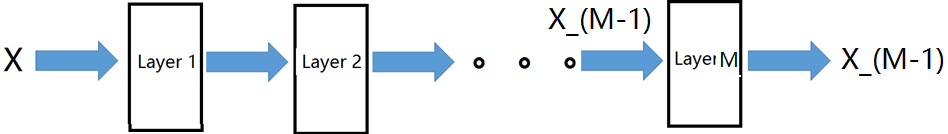 X
Layer 1
Layer 2
X_(M-1)
Layer M
X_(M-1)